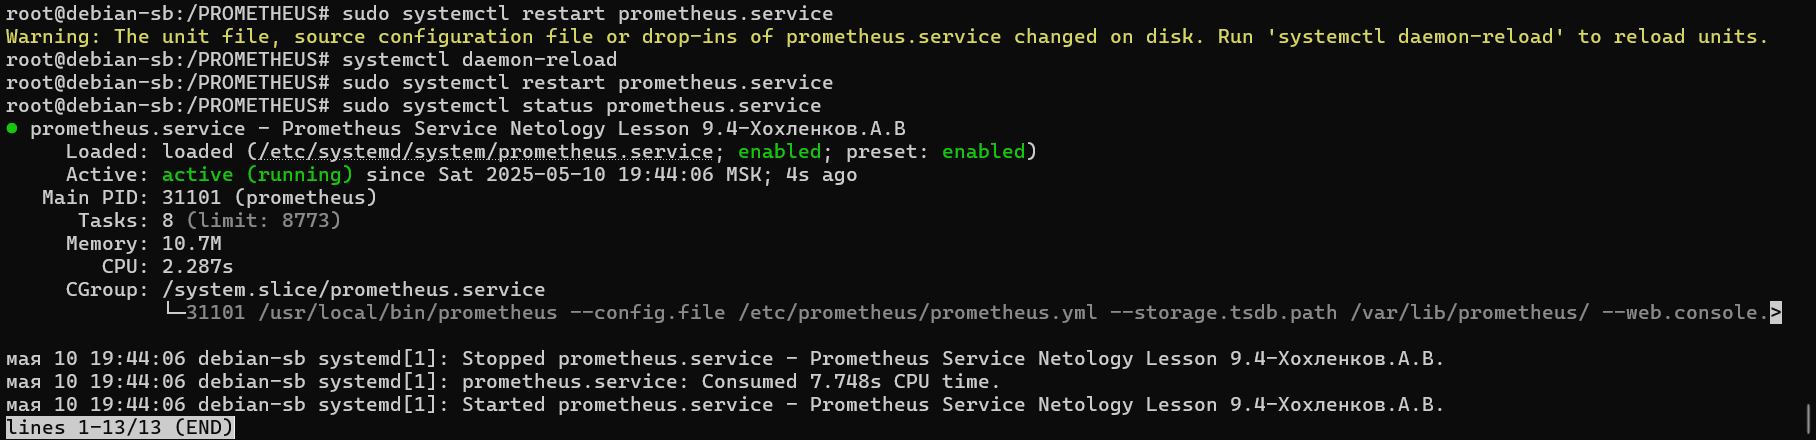 root@debian-sb:/PROMETHEUS# sudo systemctl restart prometheus.service
Warning: The unit file, source configuration file or drop-ins of prometheus.service changed on disk. Run 'systemctl daemon-reload' to reload units.
root@debian-sb:/PROMETHEUS# systemctl daemon-reload
root@debian-sb:/PROMETHEUS# sudo systemctl restart prometheus.service
root@debian-sb:/PROMETHEUS# sudo systemctl status prometheus.service
● prometheus.service - Prometheus Service Netology Lesson 9.4-Хохленков.А.В
     Loaded: loaded (/etc/systemd/system/prometheus.service; enabled; preset: enabled)
     Active: active (running) since Sat 2025-05-10 19:44:06 MSK; 4s ago
   Main PID: 31101 (prometheus)
      Tasks: 8 (limit: 8773)
     Memory: 10.7M
        CPU: 2.287s
     CGroup: /system.slice/prometheus.service
             └─31101 /usr/local/bin/prometheus --config.file /etc/prometheus/prometheus.yml --storage.tsdb.path /var/lib/prometheus/ --web.console.>
мая 10 19:44:06 debian-sb systemd[1]: Stopped prometheus.service - Prometheus Service Netology Lesson 9.4-Хохленков.А.В.
мая 10 19:44:06 debian-sb systemd[1]: prometheus.service: Consumed 7.748s CPU time.
мая 10 19:44:06 debian-sb systemd[1]: Started prometheus.service - Prometheus Service Netology Lesson 9.4-Хохленков.А.В.
lines 1-13/13 (END)